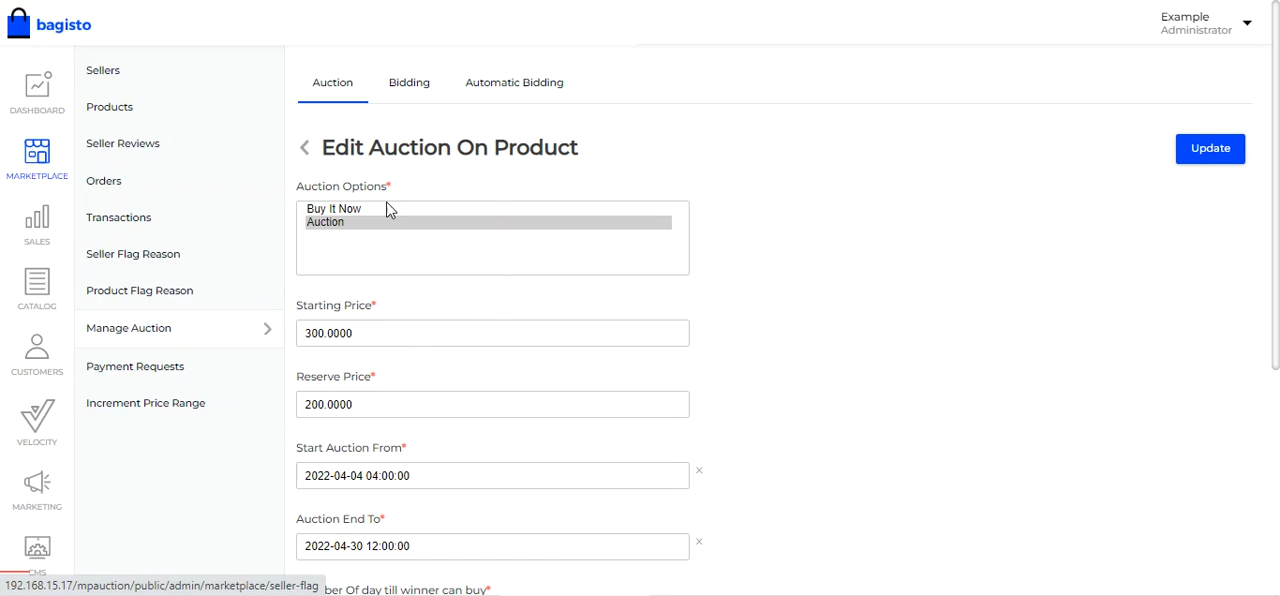 bagisto
Example
Administrator
DASHBOARD
MARKETPLACE
SALES
CATALOG
CUSTOMERS
VELOCITY
MARKETING
CMS
Sellers
Products
Seller Reviews
Orders
Transactions
Seller Flag Reason
Product Flag Reason
Manage Auction
Payment Requests
Increment Price Range
Auction Bidding Automatic Bidding
Edit Auction On Product
Update
Auction Options*
Buy It Now
Auction
Starting Price*
300.0000
Reserve Price*
200.0000
Start Auction From*
2022-04-04 04:00:00
×
Auction End To*
2022-04-30 12:00:00
×
ber Of day till winner can buy*
192.168.15.17/mpauction/public/admin/marketplace/seller-flag